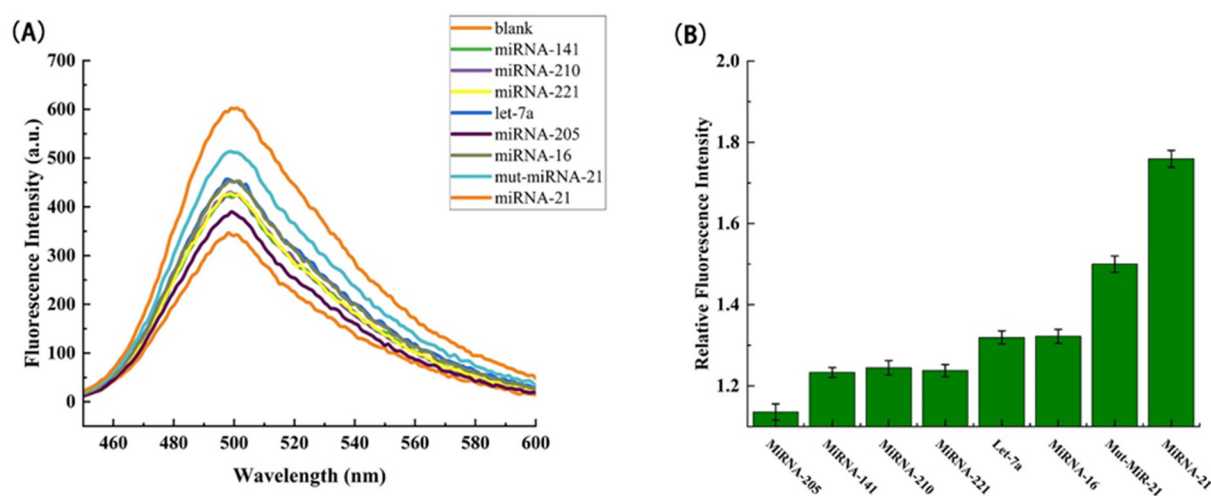 (A)
700
600
500
400
300
200
100
0
Fluorescence Intensity (a.u.)
460 480 500 520 540 560 580 600
Wavelength (nm)
blank
miRNA-141
miRNA-210
miRNA-221
let-7a
miRNA-205
miRNA-16
mut-miRNA-21
miRNA-21
(B)
2.0
1.8
1.6
1.4
1.2
Relative Fluorescence Intensity
MiRNA-205
MiRNA-141
MiRNA-210
MiRNA-221
Let-7a
MiRNA-16
Mut-MiR-21
MiRNA-21